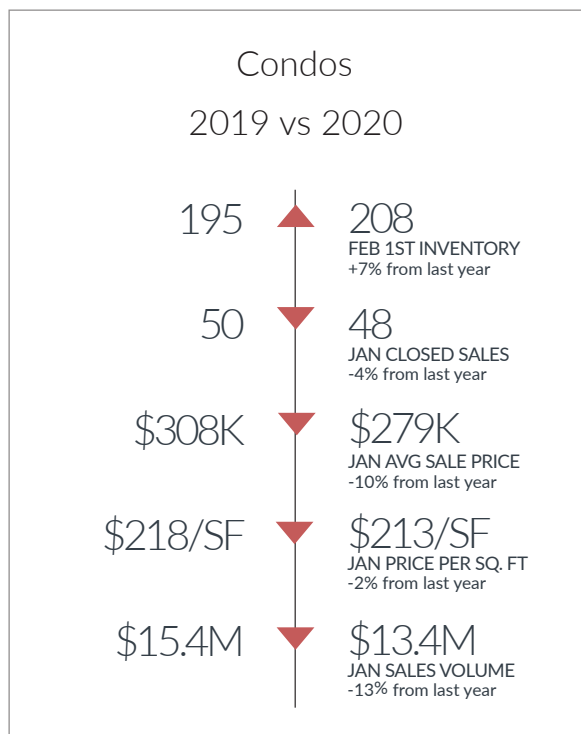 Condos
2019 vs 2020
195
208
FEB 1ST INVENTORY
+7% from last year
50
48
JAN CLOSED SALES
-4% from last year
$308K
$279K
JAN AVG SALE PRICE
-10% from last year
$218/SF
$213/SF
JAN PRICE PER SQ. FT
-2% from last year
$15.4M
$13.4M
JAN SALES VOLUME
-13% from last year